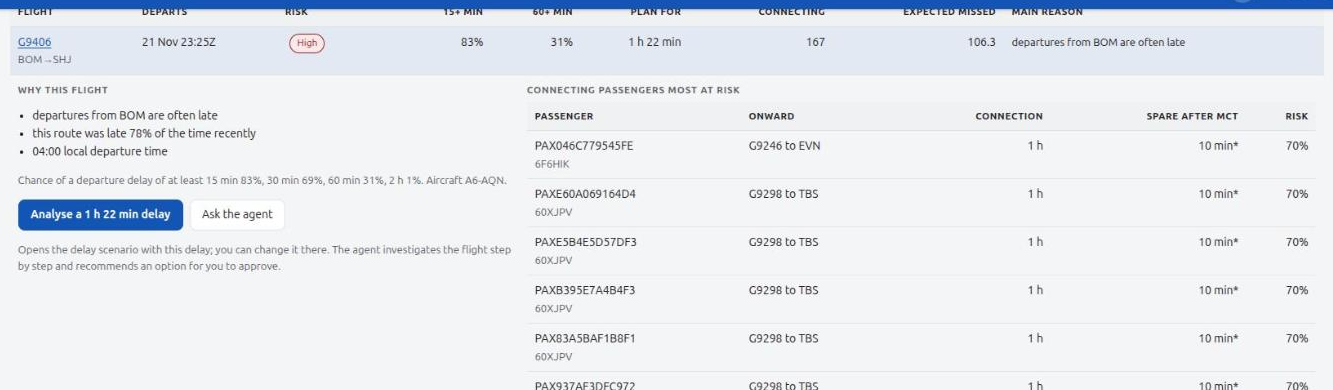 FLIGHT DEPARTS RISK 15+ MIN 60+ MIN PLAN FOR CONNECTING EXPECTED MISSED MAIN REASON
G9406 21 Nov 23:25Z High 83% 31% 1 h 22 min 167 106.3 departures from BOM are often late
BOM→SHJ
WHY THIS FLIGHT
• departures from BOM are often late
• this route was late 78% of the time recently
• 04:00 local departure time
Chance of a departure delay of at least 15 min 83%, 30 min 69%, 60 min 31%, 2 h 1%. Aircraft A6-AQN.
Analyse a 1 h 22 min delay Ask the agent
Opens the delay scenario with this delay; you can change it there. The agent investigates the flight step
by step and recommends an option for you to approve.
CONNECTING PASSENGERS MOST AT RISK
PASSENGER ONWARD CONNECTION SPARE AFTER MCT RISK
PAX046C779545FE G9246 to EVN 1 h 10 min* 70%
6F6HIK
PAXE60A069164D4 G9298 to TBS 1 h 10 min* 70%
60XJPV
PAXE5B4E5D57DF3 G9298 to TBS 1 h 10 min* 70%
60XJPV
PAXB395E7A4B4F3 G9298 to TBS 1 h 10 min* 70%
60XJPV
PAX83A5BAF1B8F1 G9298 to TBS 1 h 10 min* 70%
60XJPV
PAX937AF3DFC972 G9298 to TBS 1 h 10 min* 70%